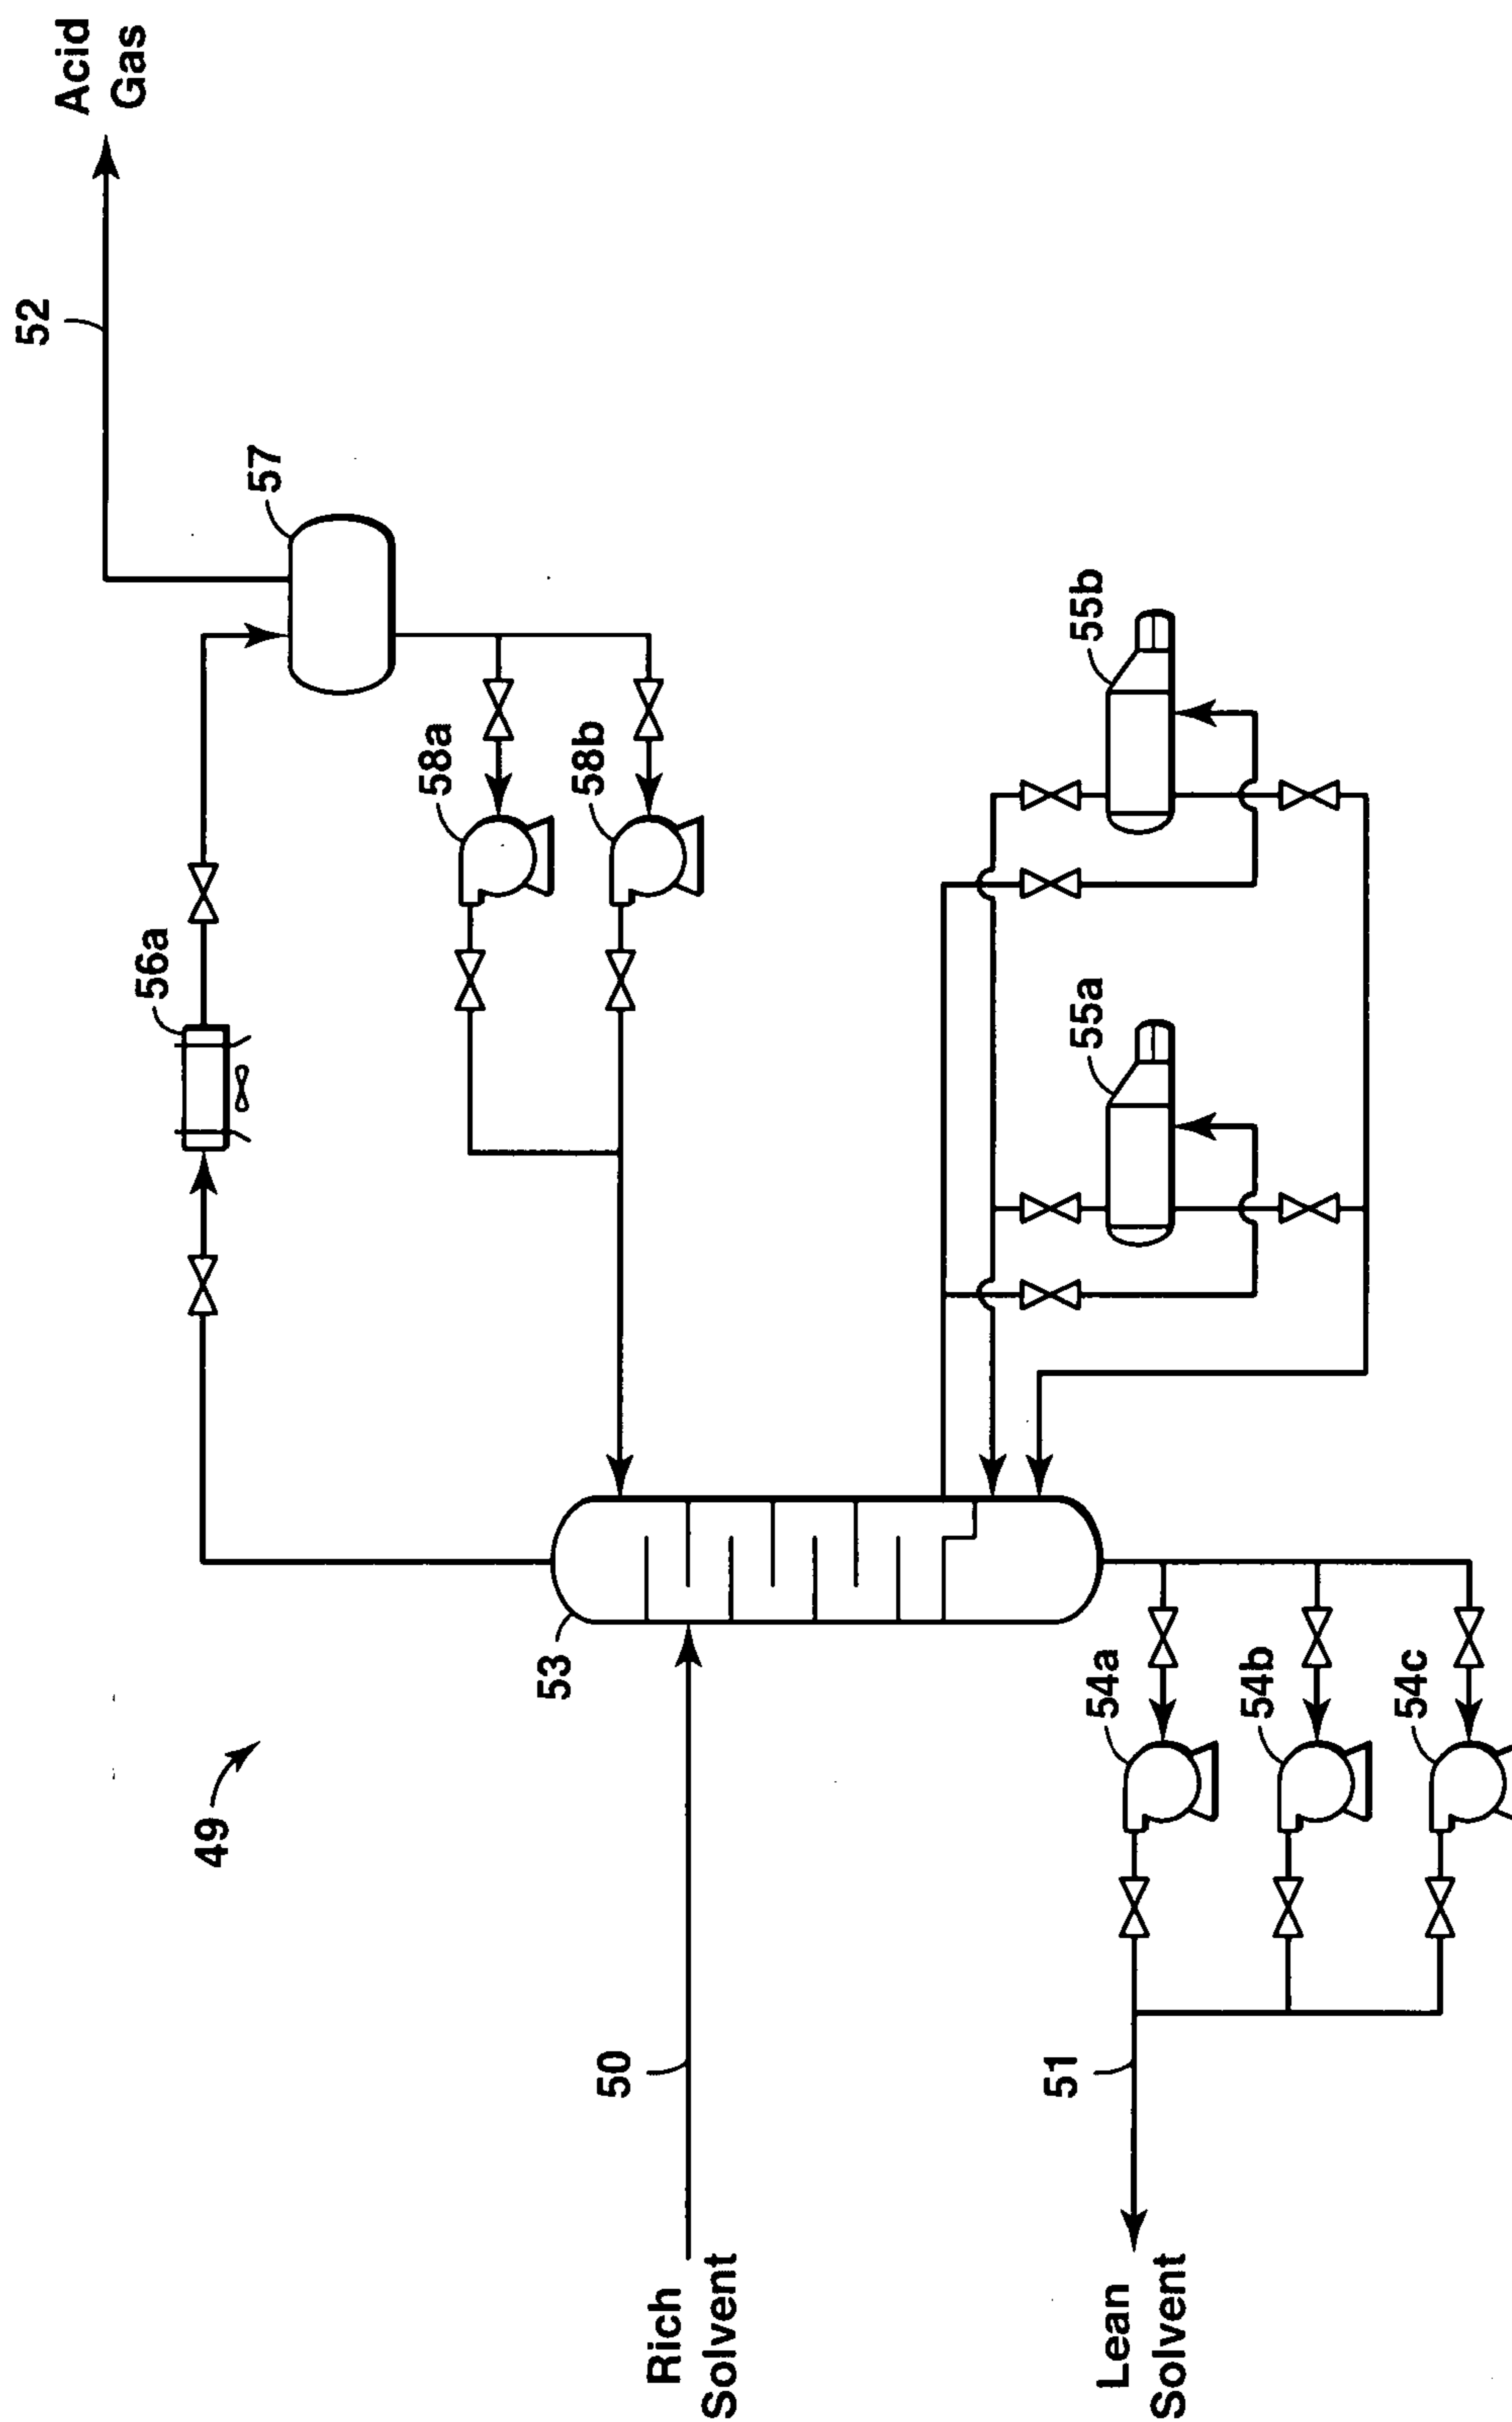 52
Acid
Gas
57
56a
49
58a
58b
53
50
Rich
Solvent
55a
55b
54a
54b
54c
51
Lean
Solvent